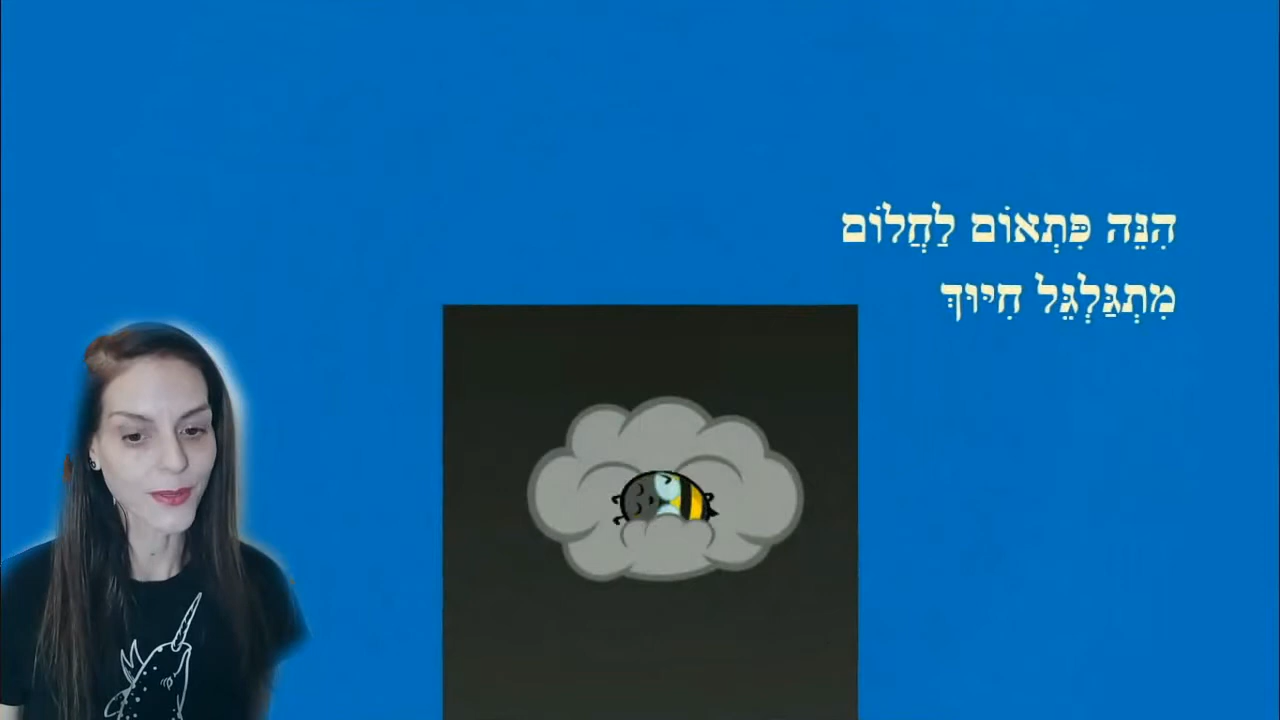 הִנֵּה פִּתְאוֹם לַחֲלוֹם
מִתְגַּלְגֵּל חִיּוּךְ